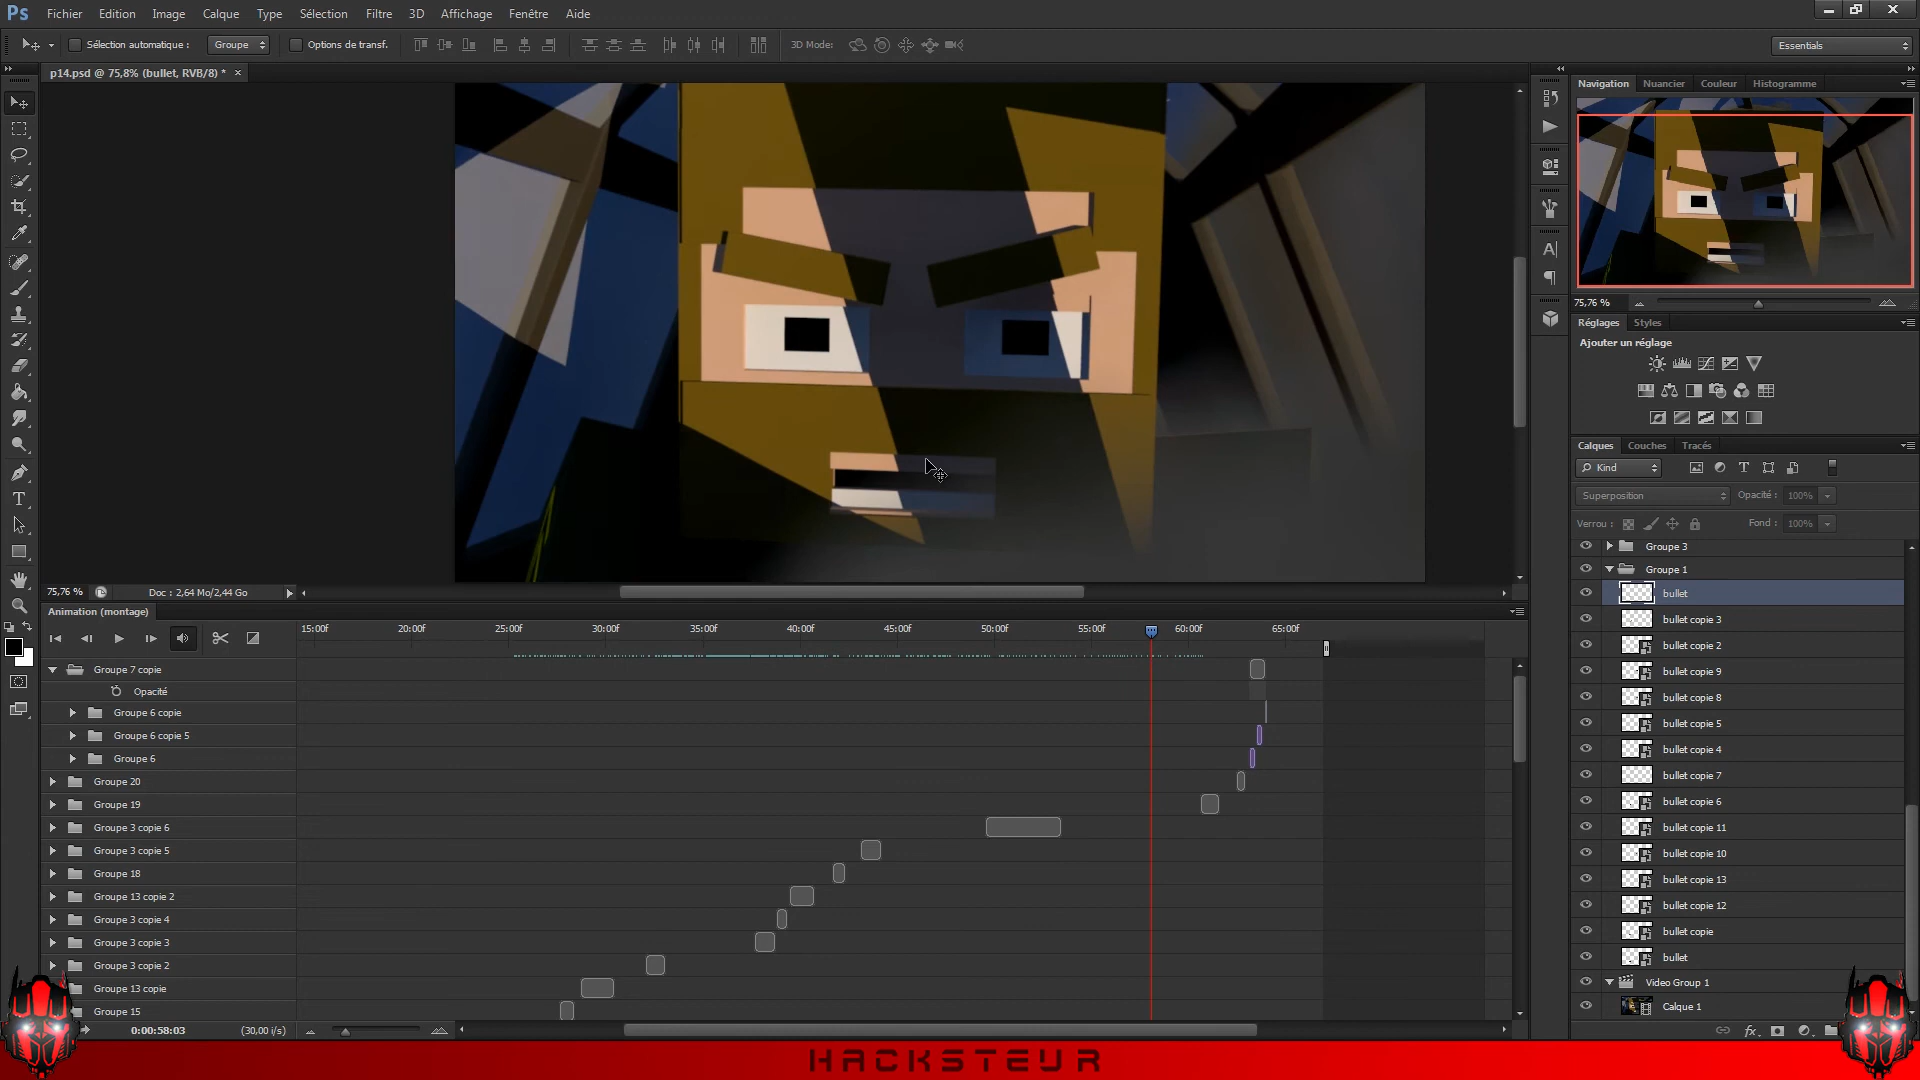 Ps Fichier Edition Image Calque Type Sélection Filtre 3D Affichage Fenêtre Aide
Sélection automatique : Groupe Options de transf. 3D Mode: Essentials
p14.psd @ 75,8% (bullet, RVB/8) * ×
Navigation Nuancier Couleur Histogramme
75,76 %
Réglages Styles
Ajouter un réglage
Calques Couches Tracés
Kind
Superposition Opacité : 100%
Verrou : Fond : 100%
Groupe 3
Groupe 1
bullet
bullet copie 3
bullet copie 2
bullet copie 9
bullet copie 8
bullet copie 5
bullet copie 4
bullet copie 7
bullet copie 6
bullet copie 11
bullet copie 10
bullet copie 13
bullet copie 12
bullet copie
bullet
Video Group 1
Calque 1
75,76 % Doc : 2,64 Mo/2,44 Go
Animation (montage)
15:00f 20:00f 25:00f 30:00f 35:00f 40:00f 45:00f 50:00f 55:00f 60:00f 65:00f
Groupe 7 copie
Opacité
Groupe 6 copie
Groupe 6 copie 5
Groupe 6
Groupe 20
Groupe 19
Groupe 3 copie 6
Groupe 3 copie 5
Groupe 18
Groupe 13 copie 2
Groupe 3 copie 4
Groupe 3 copie 3
Groupe 3 copie 2
Groupe 13 copie
Groupe 15
0:00:58:03 (30,00 i/s)
HACKSTEUR